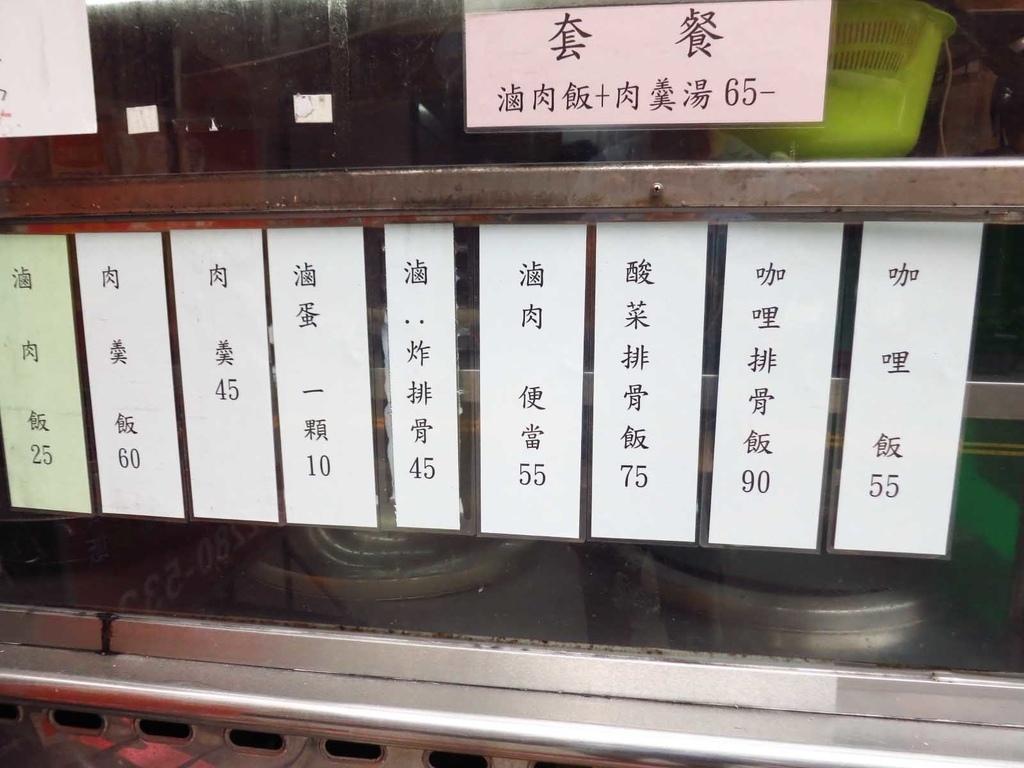 套 餐
滷肉飯+肉羹湯 65-
滷肉飯 25
肉羹飯 60
肉羹 45
滷蛋 一顆 10
滷..炸排骨 45
滷肉 便當 55
酸菜排骨飯 75
咖哩排骨飯 90
咖哩飯 55